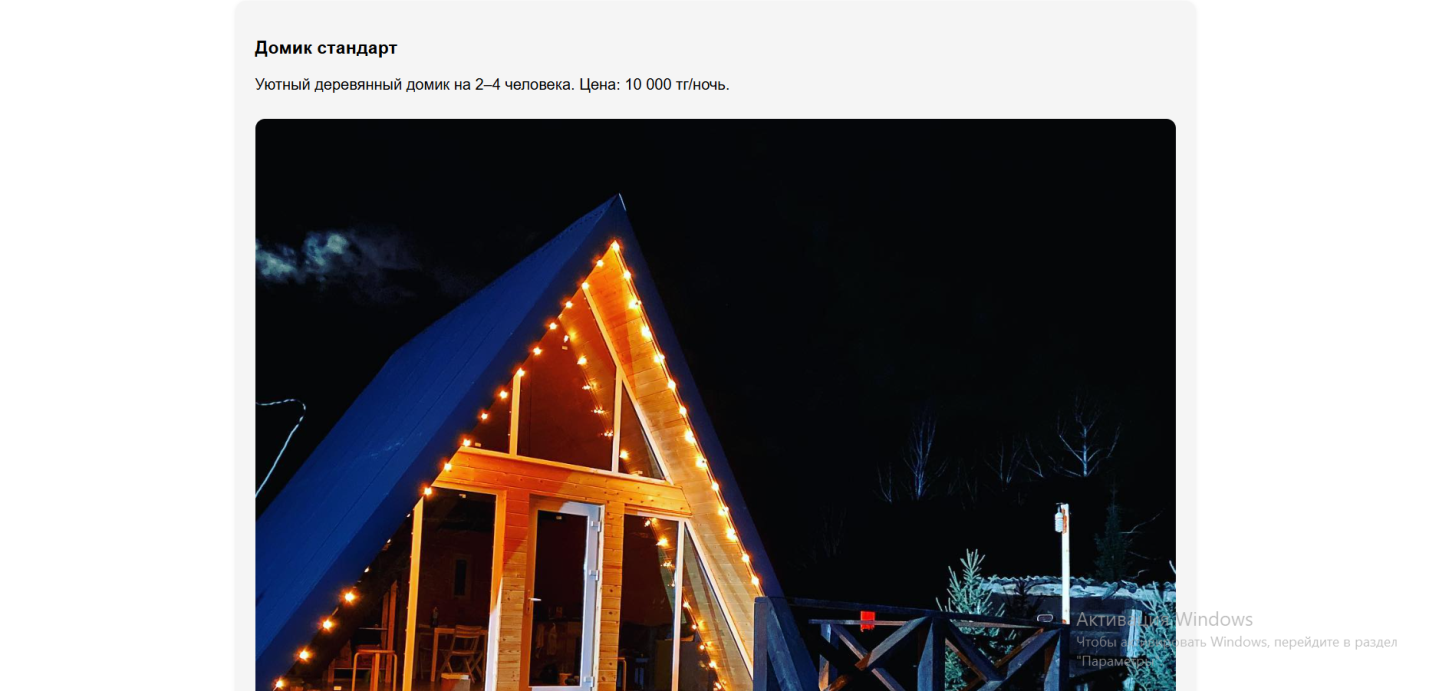 Домик стандарт
Уютный деревянный домик на 2–4 человека. Цена: 10 000 тг/ночь.
Активация Windows
Чтобы активировать Windows, перейдите в раздел
"Параметры".